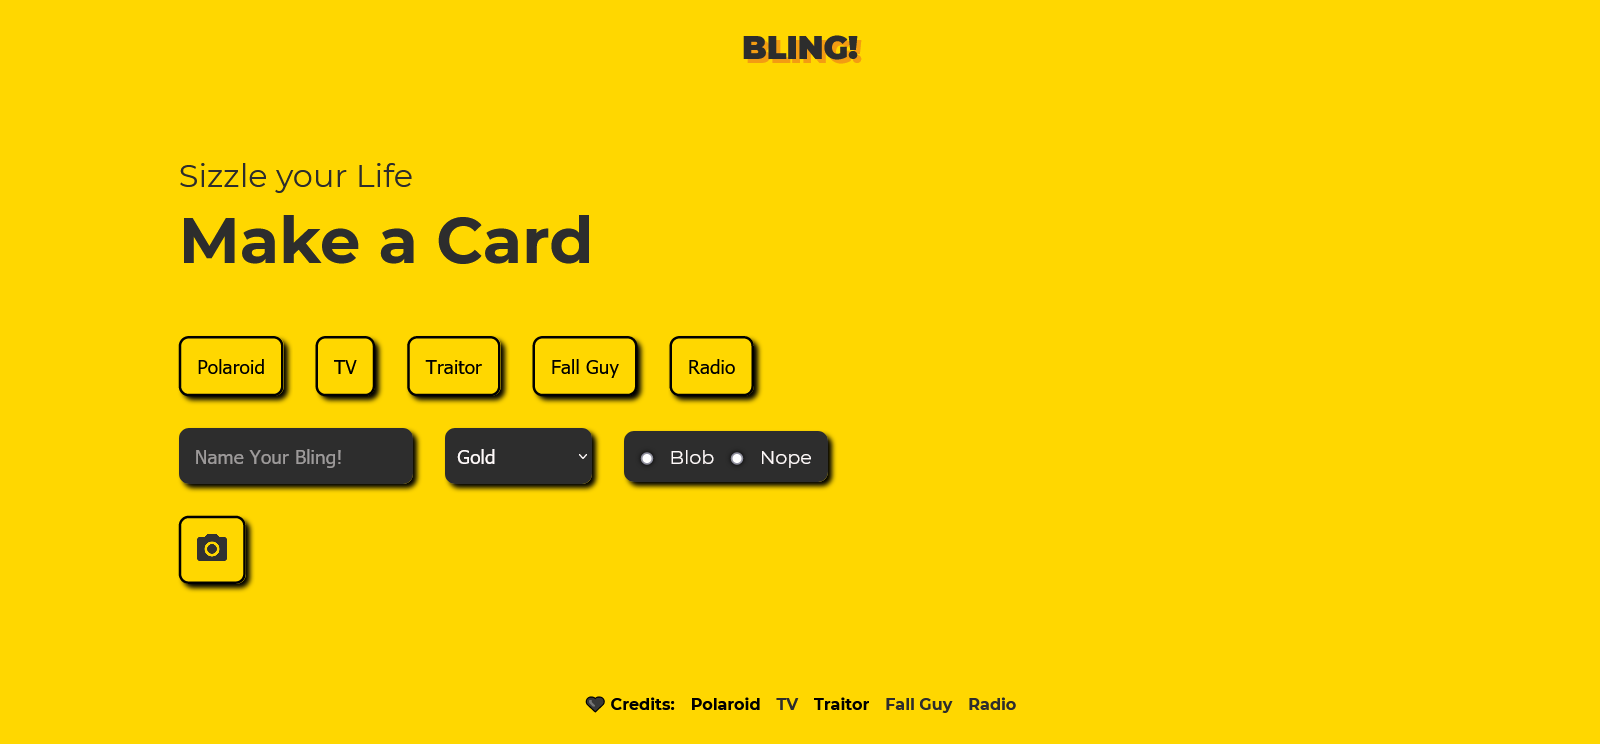 BLING!
Sizzle your Life
Make a Card
Polaroid TV Traitor Fall Guy Radio
Name Your Bling! Gold Blob Nope
Credits: Polaroid TV Traitor Fall Guy Radio